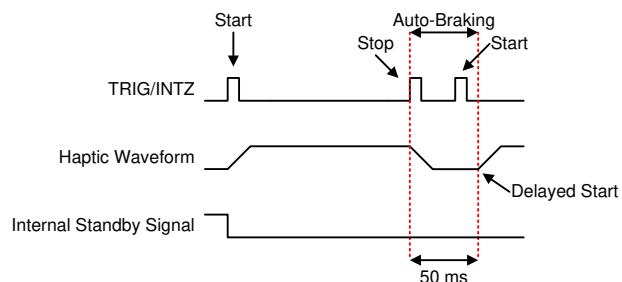 Auto-Braking
Start
Stop
Start
TRIG/INTZ
Haptic Waveform
Delayed Start
Internal Standby Signal
50 ms